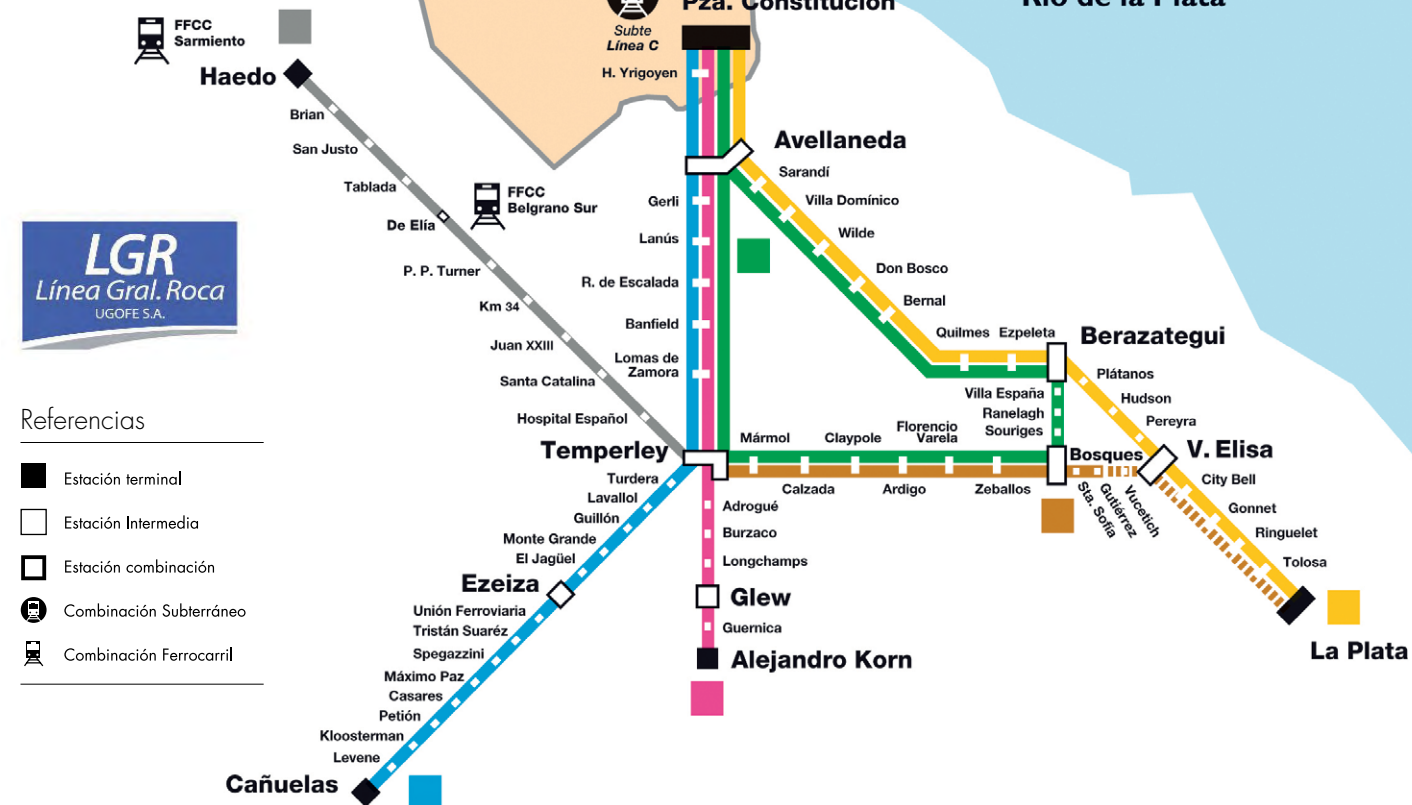 Pza. Constitución
Río de la Plata
FFCC
Sarmiento
Subte
Línea C
Haedo
H. Yrigoyen
Brian
San Justo
Tablada
De Elía
FFCC
Belgrano Sur
P. P. Turner
Km 34
Juan XXIII
Santa Catalina
Hospital Español
Avellaneda
Sarandí
Villa Domínico
Wilde
Don Bosco
Bernal
Quilmes
Ezpeleta
Berazategui
Gerli
Lanús
R. de Escalada
Banfield
Lomas de
Zamora
Temperley
Plátanos
Hudson
Pereyra
Villa España
Ranelagh
Souriges
Mármol
Claypole
Florencio
Varela
Bosques
V. Elisa
Calzada
Ardigo
Zeballos
Sta. Sofía
Gutiérrez
Vucetich
City Bell
Gonnet
Ringuelet
Tolosa
La Plata
Turdera
Lavallol
Guillón
Monte Grande
El Jagüel
Ezeiza
Unión Ferroviaria
Tristán Suaréz
Spegazzini
Máximo Paz
Casares
Petión
Kloosterman
Levene
Cañuelas
Adrogué
Burzaco
Longchamps
Glew
Guernica
Alejandro Korn
LGR
Línea Gral. Roca
UGOFE S.A.
Referencias
Estación terminal
Estación Intermedia
Estación combinación
Combinación Subterráneo
Combinación Ferrocarril